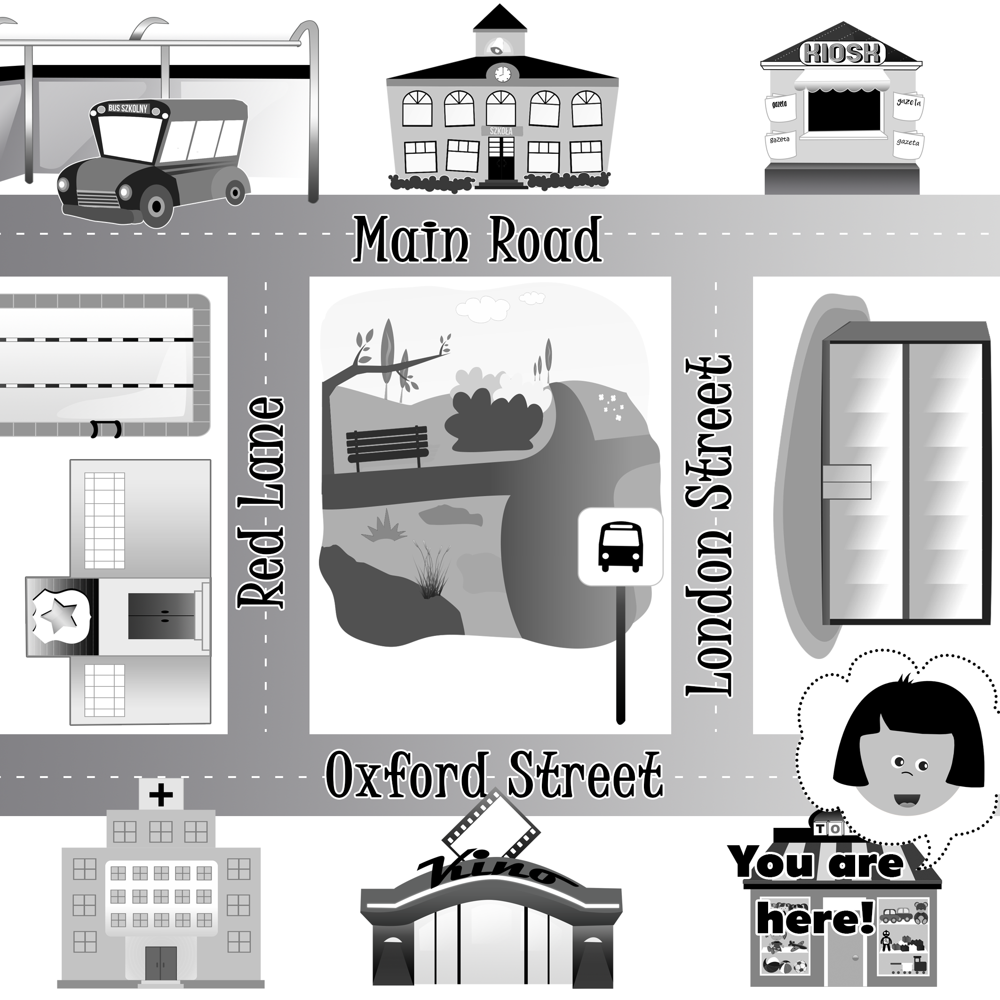 KIOSK
BUS SZKOLNY
gazeta
gazeta
SZKOŁA
gazeta
gazeta
Main Road
Red Lane
London Street
Oxford Street
TO
kino
You are
here!